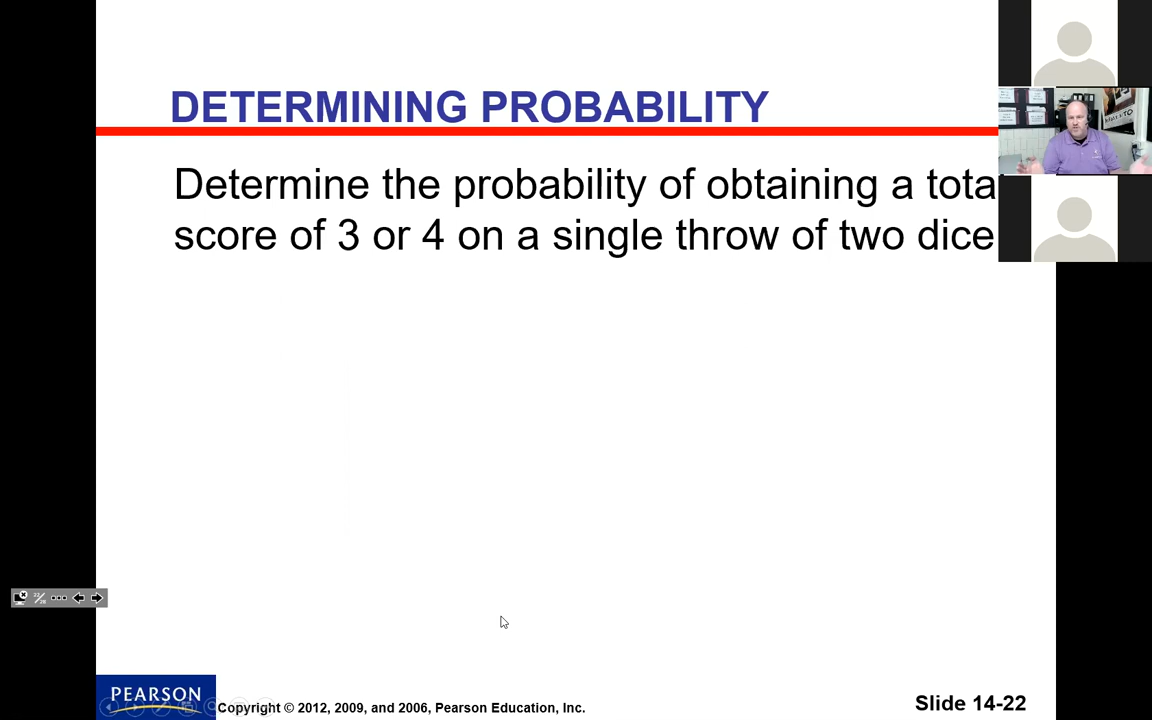 DETERMINING PROBABILITY
Determine the probability of obtaining a tota
score of 3 or 4 on a single throw of two dice
PEARSON
Copyright © 2012, 2009, and 2006, Pearson Education, Inc.
Slide 14-22